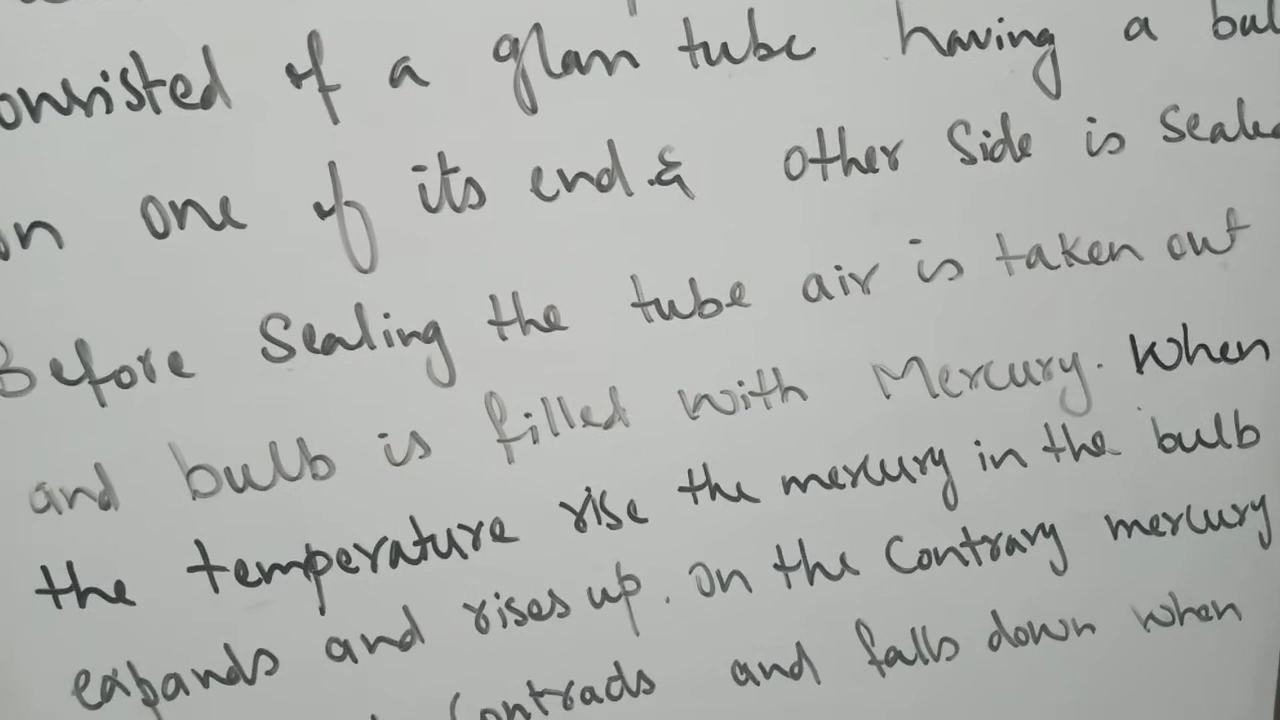 onsisted of a glass tube having a bul
on one of its end & other Side is seale
Before Sealing the tube air is taken out
and bulb is filled with Mercury. When
the temperature rise the mercury in the bulb
expands and rises up. on the Contrary mercury
Contracts and falls down when